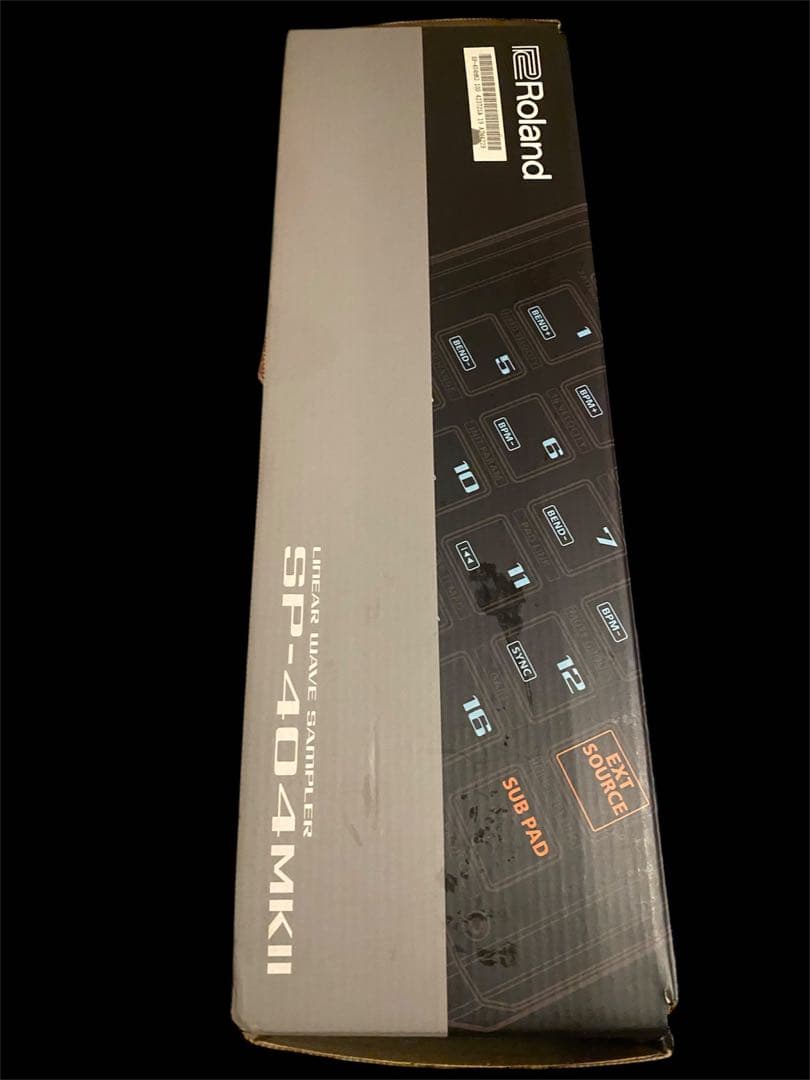 Roland
1
BEND+
5
BEND-
BPM+
6
BPM-
10
7
BEND-
11
BPM-
12
SYNC
16
EXT
SOURCE
SUB PAD
LINEAR WAVE SAMPLER
SP-404MKII